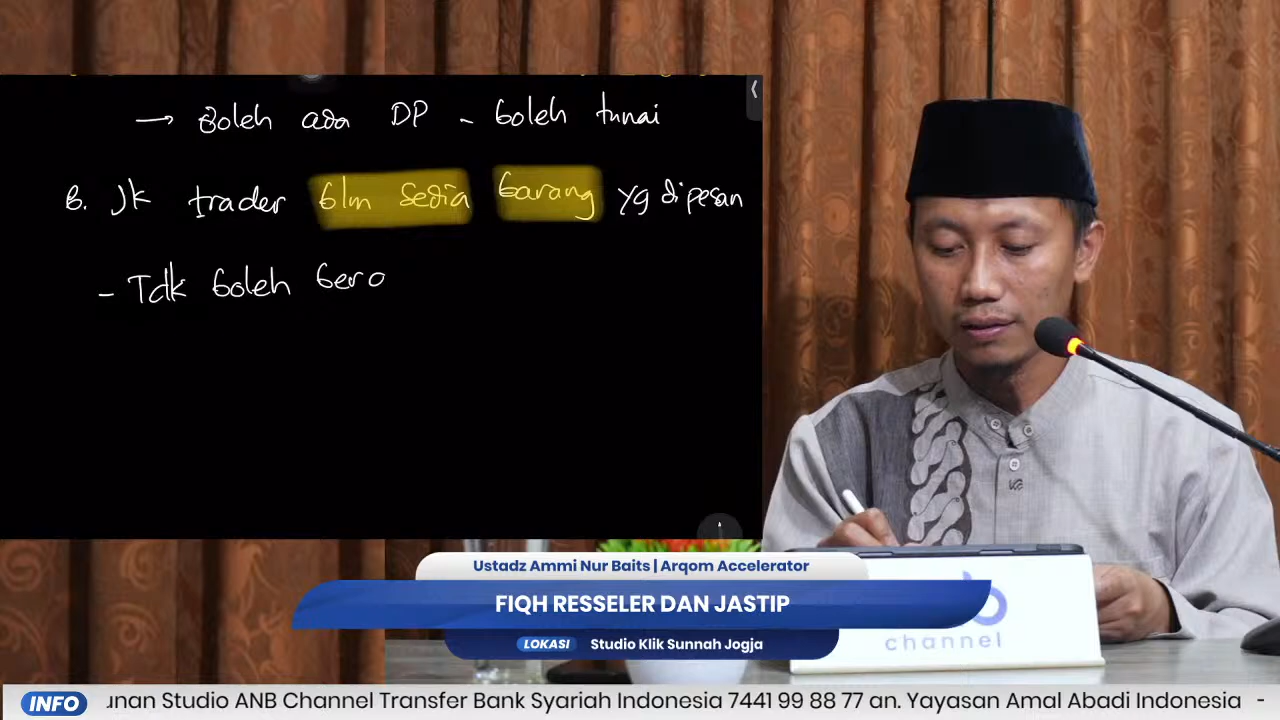 → Boleh ada DP - boleh tunai
B. Jk trader blm sedia barang yg dipesan
- Tdk boleh bero
channel
Ustadz Ammi Nur Baits | Arqom Accelerator
FIQH RESSELER DAN JASTIP
LOKASI Studio Klik Sunnah Jogja
INFO unan Studio ANB Channel Transfer Bank Syariah Indonesia 7441 99 88 77 an. Yayasan Amal Abadi Indonesia -